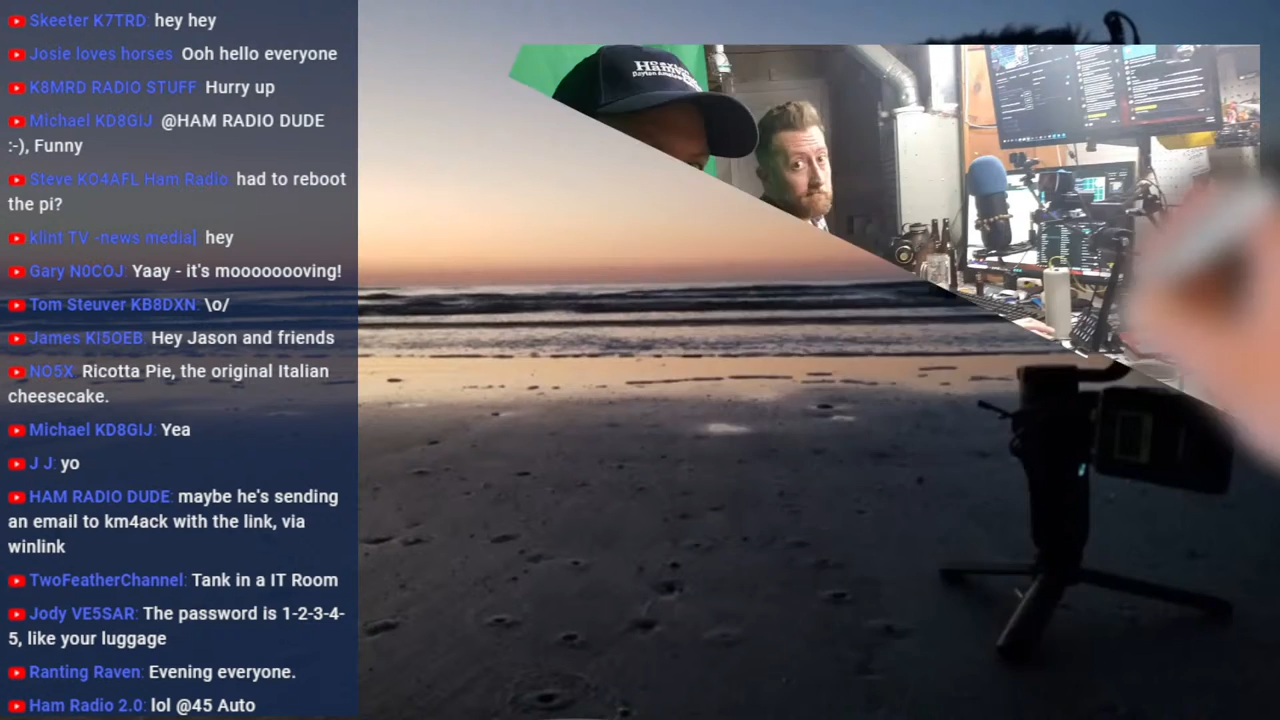 Skeeter K7TRD: hey hey
Josie loves horses: Ooh hello everyone
K8MRD RADIO STUFF: Hurry up
Michael KD8GIJ: @HAM RADIO DUDE
:-), Funny
Steve KO4AFL Ham Radio: had to reboot
the pi?
klint TV -news media|: hey
Gary N0COJ: Yaay - it's moooooooving!
Tom Steuver KB8DXN: \o/
James KI5OEB: Hey Jason and friends
NO5X: Ricotta Pie, the original Italian
cheesecake.
Michael KD8GIJ: Yea
J J: yo
HAM RADIO DUDE: maybe he's sending
an email to km4ack with the link, via
winlink
TwoFeatherChannel: Tank in a IT Room
Jody VE5SAR: The password is 1-2-3-4-
5, like your luggage
Ranting Raven: Evening everyone.
Ham Radio 2.0: lol @45 Auto